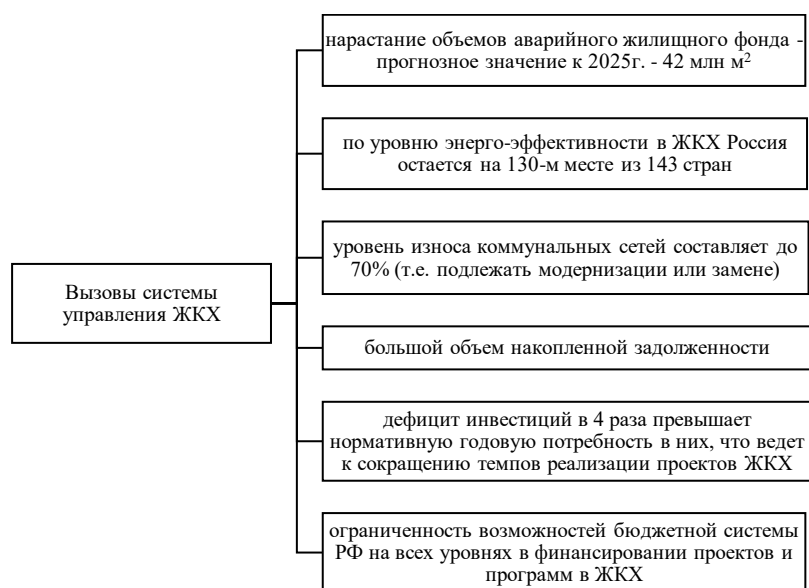 Вызовы системы
управления ЖКХ
нарастание объемов аварийного жилищного фонда -
прогнозное значение к 2025г. - 42 млн м²
по уровню энерго-эффективности в ЖКХ Россия
остается на 130-м месте из 143 стран
уровень износа коммунальных сетей составляет до
70% (т.е. подлежать модернизации или замене)
большой объем накопленной задолженности
дефицит инвестиций в 4 раза превышает
нормативную годовую потребность в них, что ведет
к сокращению темпов реализации проектов ЖКХ
ограниченность возможностей бюджетной системы
РФ на всех уровнях в финансировании проектов и
программ в ЖКХ